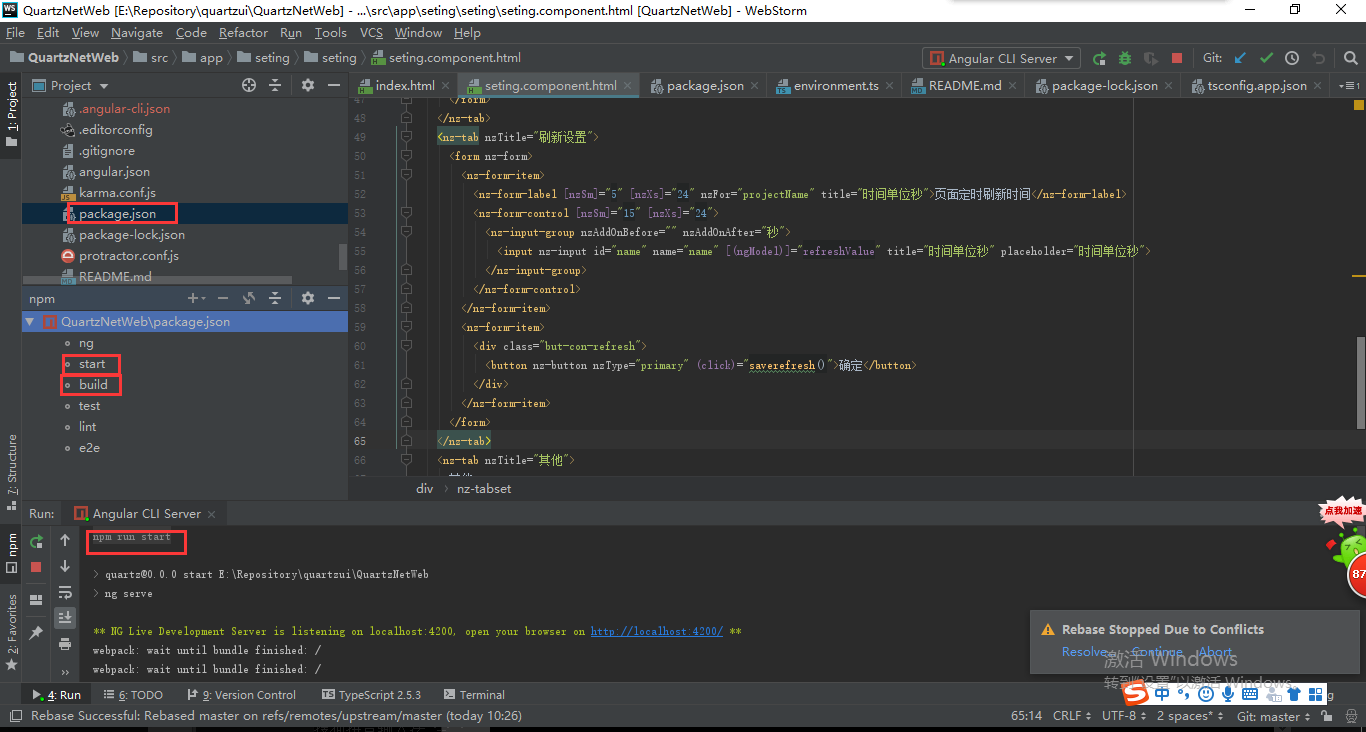 QuartzNetWeb [E:\Repository\quartzui\QuartzNetWeb] - ...\src\app\seting\seting\seting.component.html [QuartzNetWeb] - WebStorm
File Edit View Navigate Code Refactor Run Tools VCS Window Help
QuartzNetWeb src app seting seting seting.component.html
Angular CLI Server Git:
1: Project
Project
index.html seting.component.html package.json environment.ts README.md package-lock.json tsconfig.app.json
.angular-cli.json
.editorconfig
.gitignore
angular.json
karma.conf.js
package.json
package-lock.json
protractor.conf.js
README.md
npm
QuartzNetWeb\package.json
ng
start
build
test
lint
e2e
47 </form>
48 </nz-tab>
49 <nz-tab nzTitle="刷新设置">
50 <form nz-form>
51 <nz-form-item>
52 <nz-form-label [nzSm]="5" [nzXs]="24" nzFor="projectName" title="时间单位秒">页面定时刷新时间</nz-form-label>
53 <nz-form-control [nzSm]="15" [nzXs]="24">
54 <nz-input-group nzAddOnBefore="" nzAddOnAfter="秒">
55 <input nz-input id="name" name="name" [(ngModel)]="refreshValue" title="时间单位秒" placeholder="时间单位秒">
56 </nz-input-group>
57 </nz-form-control>
58 </nz-form-item>
59 <nz-form-item>
60 <div class="but-con-refresh">
61 <button nz-button nzType="primary" (click)="saverefresh()">确定</button>
62 </div>
63 </nz-form-item>
64 </form>
65 </nz-tab>
66 <nz-tab nzTitle="其他">
div nz-tabset
7: Structure
npm
2: Favorites
Run: Angular CLI Server
npm run start
> quartz@0.0.0 start E:\Repository\quartzui\QuartzNetWeb
> ng serve
** NG Live Development Server is listening on localhost:4200, open your browser on http://localhost:4200/ **
webpack: wait until bundle finished: /
webpack: wait until bundle finished: /
点我加速
87
Rebase Stopped Due to Conflicts
Resolve Continue Abort
激活 Windows
转到"设置"以激活 Windows
中
4: Run 6: TODO 9: Version Control TypeScript 2.5.3 Terminal
Rebase Successful: Rebased master on refs/remotes/upstream/master (today 10:26)
65:14 CRLF UTF-8 2 spaces* Git: master